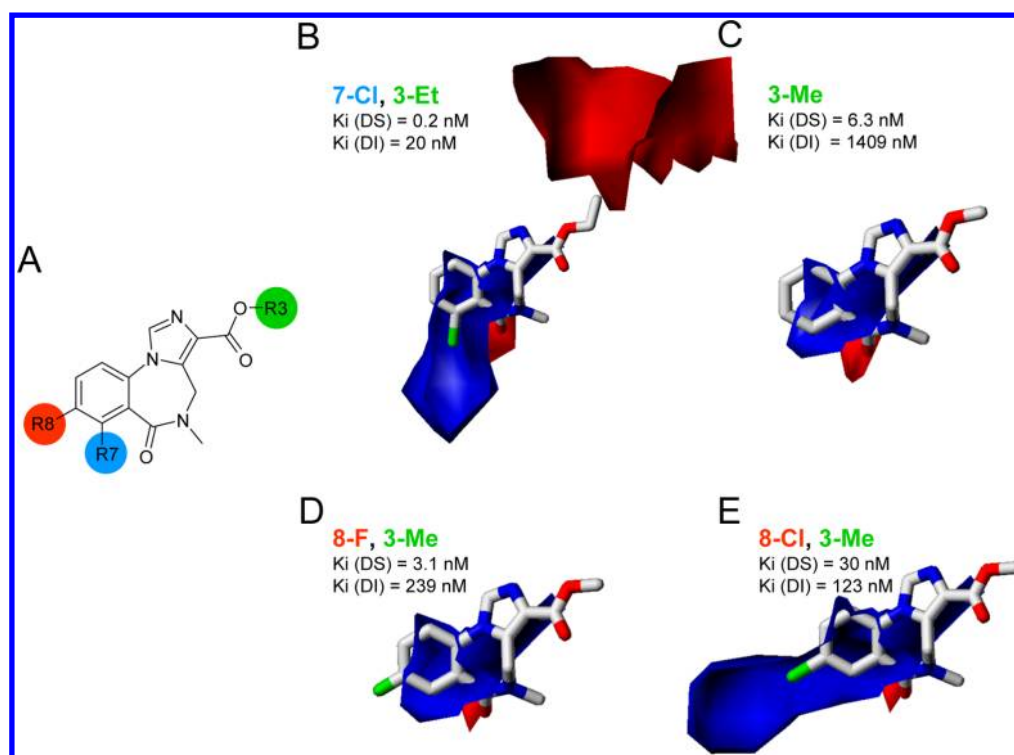 A
R8
R7
O
R3
N
N
O
N
O
B
7-Cl, 3-Et
Ki (DS) = 0.2 nM
Ki (DI) = 20 nM
C
3-Me
Ki (DS) = 6.3 nM
Ki (DI) = 1409 nM
D
8-F, 3-Me
Ki (DS) = 3.1 nM
Ki (DI) = 239 nM
E
8-Cl, 3-Me
Ki (DS) = 30 nM
Ki (DI) = 123 nM